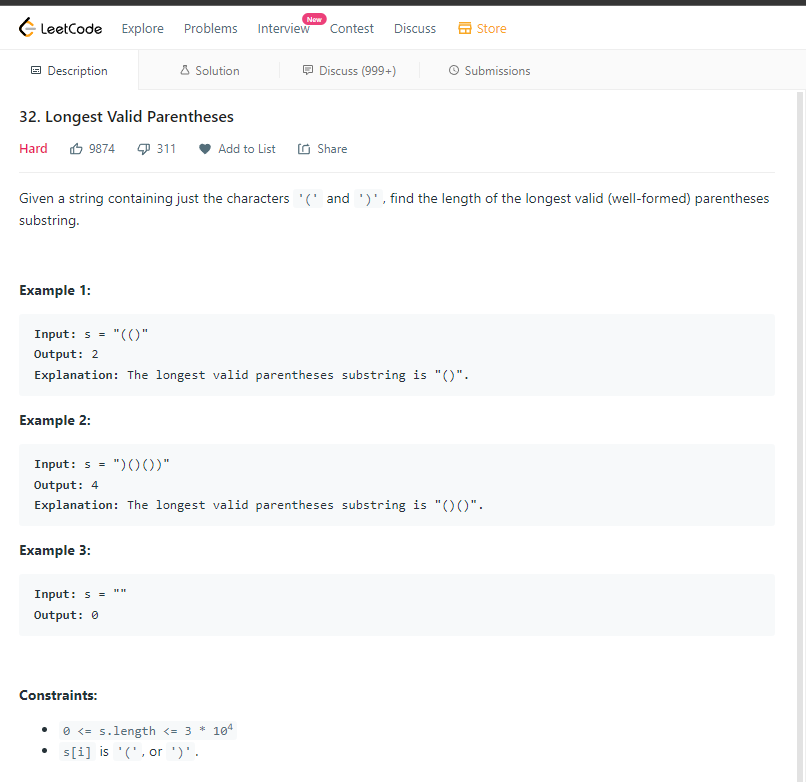 LeetCode Explore Problems Interview New Contest Discuss Store
Description Solution Discuss (999+) Submissions
32. Longest Valid Parentheses
Hard 9874 311 Add to List Share
Given a string containing just the characters '(' and ')', find the length of the longest valid (well-formed) parentheses
substring.
Example 1:
Input: s = "(()"
Output: 2
Explanation: The longest valid parentheses substring is "()".
Example 2:
Input: s = ")()())"
Output: 4
Explanation: The longest valid parentheses substring is "()()".
Example 3:
Input: s = ""
Output: 0
Constraints:
• 0 <= s.length <= 3 * 10⁴
• s[i] is '(', or ')'.